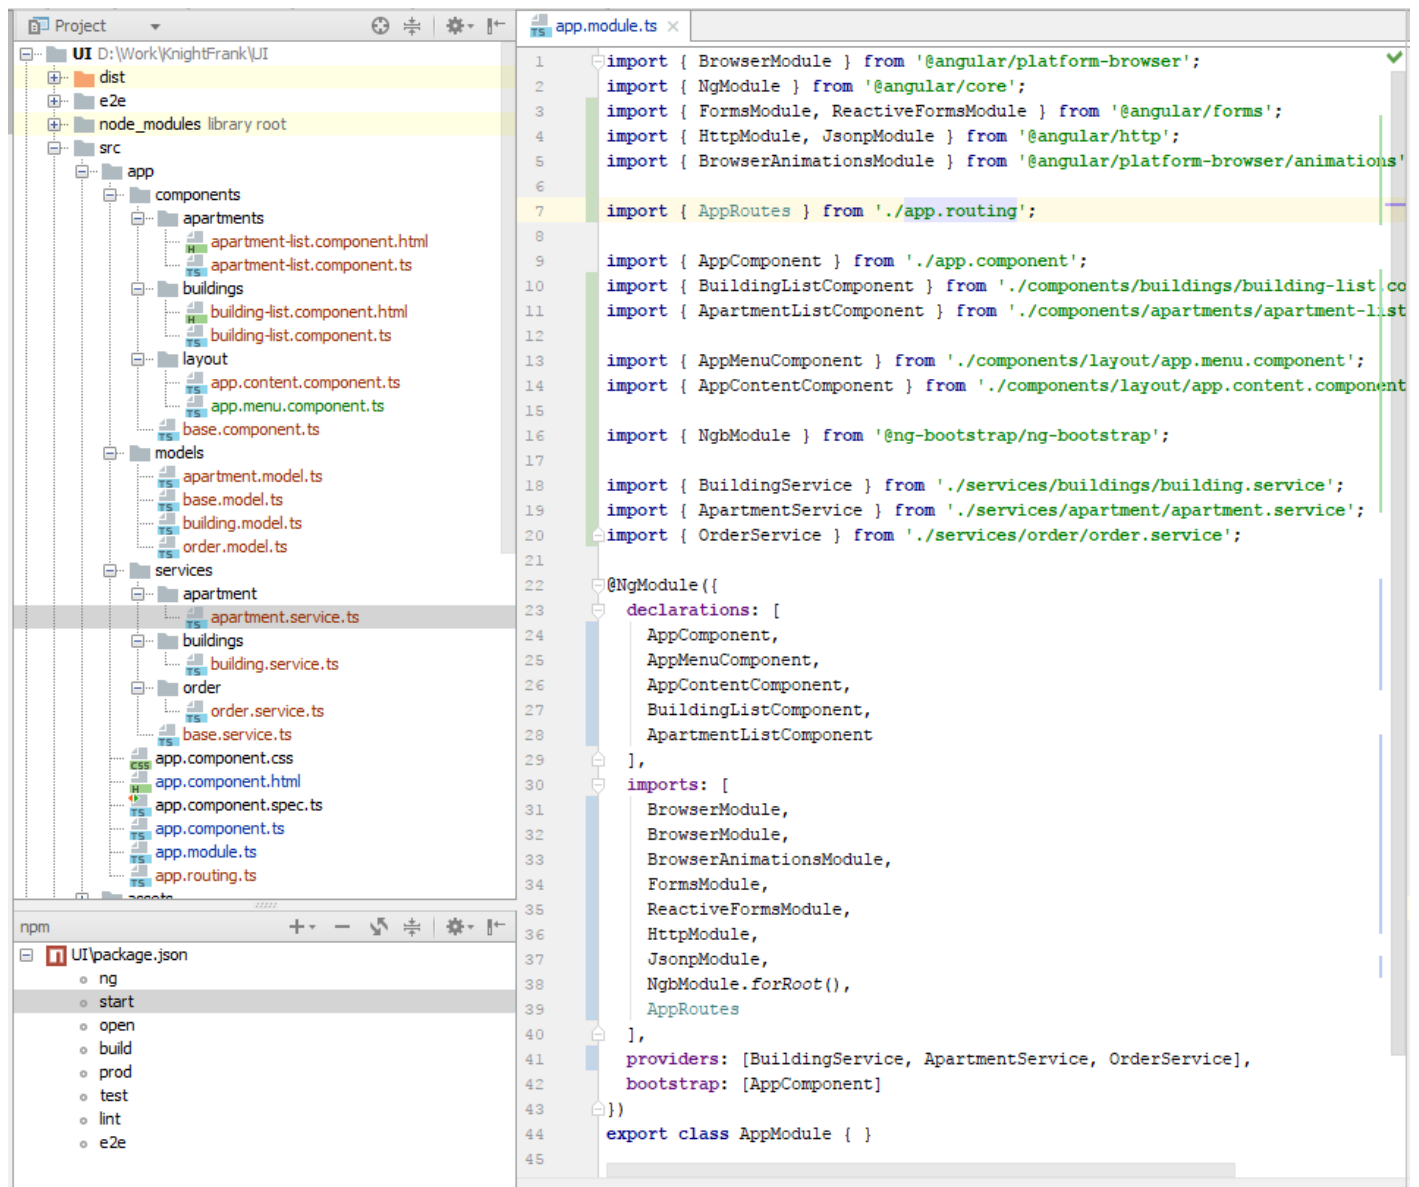 Project
UI D:\Work\KnightFrank\UI
dist
e2e
node_modules library root
src
app
components
apartments
apartment-list.component.html
apartment-list.component.ts
buildings
building-list.component.html
building-list.component.ts
layout
app.content.component.ts
app.menu.component.ts
base.component.ts
models
apartment.model.ts
base.model.ts
building.model.ts
order.model.ts
services
apartment
apartment.service.ts
buildings
building.service.ts
order
order.service.ts
base.service.ts
app.component.css
app.component.html
app.component.spec.ts
app.component.ts
app.module.ts
app.routing.ts
assets
npm
UI\package.json
ng
start
open
build
prod
test
lint
e2e
app.module.ts
1 import { BrowserModule } from '@angular/platform-browser';
2 import { NgModule } from '@angular/core';
3 import { FormsModule, ReactiveFormsModule } from '@angular/forms';
4 import { HttpModule, JsonpModule } from '@angular/http';
5 import { BrowserAnimationsModule } from '@angular/platform-browser/animations'
6
7 import { AppRoutes } from './app.routing';
8
9 import { AppComponent } from './app.component';
10 import { BuildingListComponent } from './components/buildings/building-list.co
11 import { ApartmentListComponent } from './components/apartments/apartment-list
12
13 import { AppMenuComponent } from './components/layout/app.menu.component';
14 import { AppContentComponent } from './components/layout/app.content.component
15
16 import { NgbModule } from '@ng-bootstrap/ng-bootstrap';
17
18 import { BuildingService } from './services/buildings/building.service';
19 import { ApartmentService } from './services/apartment/apartment.service';
20 import { OrderService } from './services/order/order.service';
21
22 @NgModule({
23 declarations: [
24 AppComponent,
25 AppMenuComponent,
26 AppContentComponent,
27 BuildingListComponent,
28 ApartmentListComponent
29 ],
30 imports: [
31 BrowserModule,
32 BrowserModule,
33 BrowserAnimationsModule,
34 FormsModule,
35 ReactiveFormsModule,
36 HttpModule,
37 JsonpModule,
38 NgbModule.forRoot(),
39 AppRoutes
40 ],
41 providers: [BuildingService, ApartmentService, OrderService],
42 bootstrap: [AppComponent]
43 })
44 export class AppModule { }
45